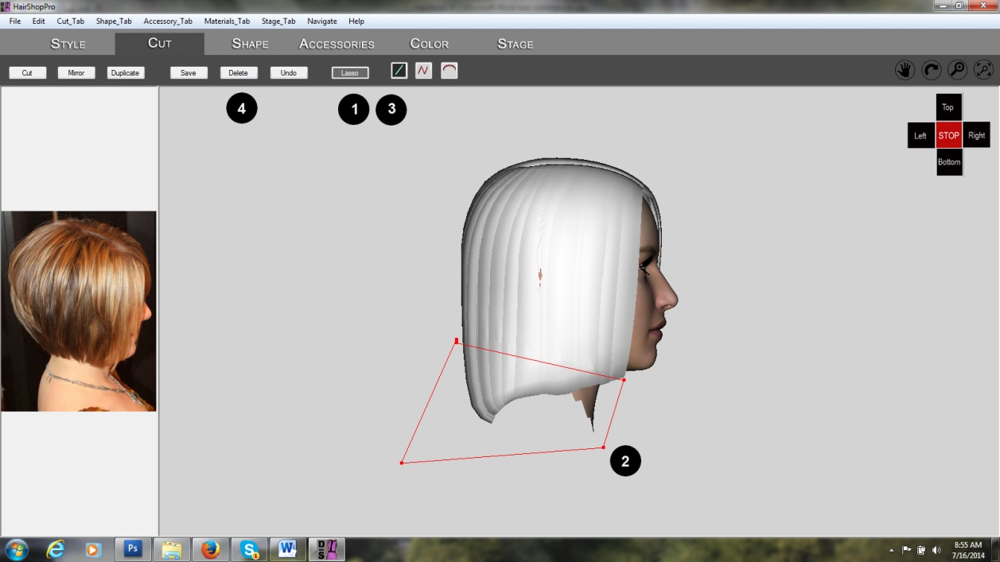 HairShopPro
File Edit Cut_Tab Shape_Tab Accessory_Tab Materials_Tab Stage_Tab Navigate Help
STYLE CUT SHAPE ACCESSORIES COLOR STAGE
Cut Mirror Duplicate Save Delete Undo Lasso
4 1 3
Top
Left STOP Right
Bottom
2
Ps
8:55 AM
7/16/2014